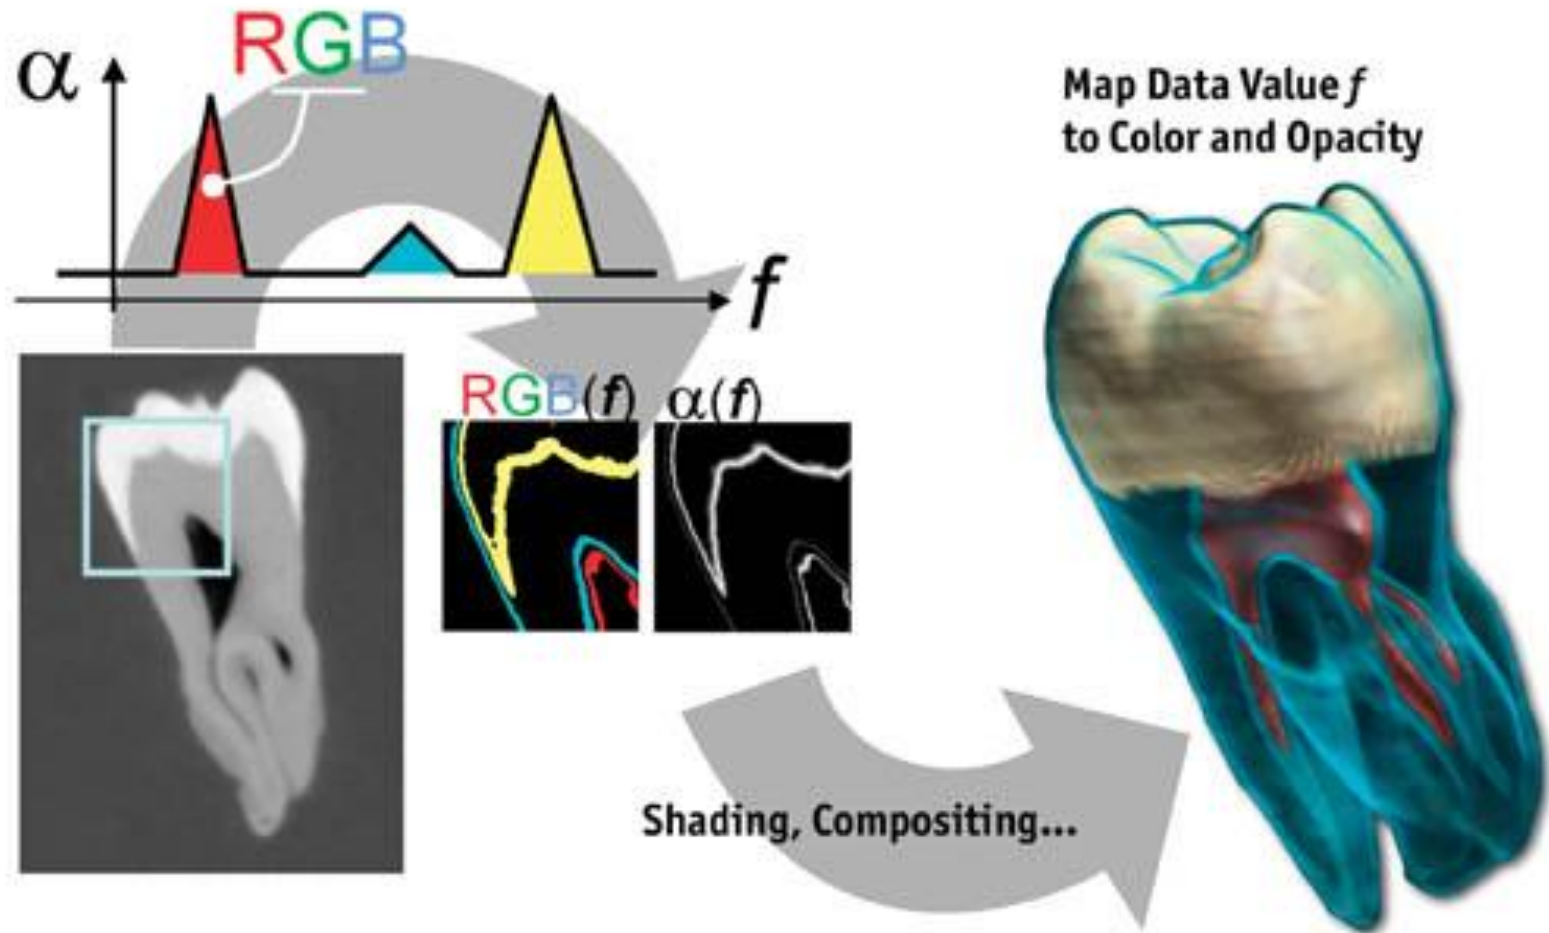 RGB
α
f
Map Data Value f
to Color and Opacity
RGB(f) α(f)
Shading, Compositing...